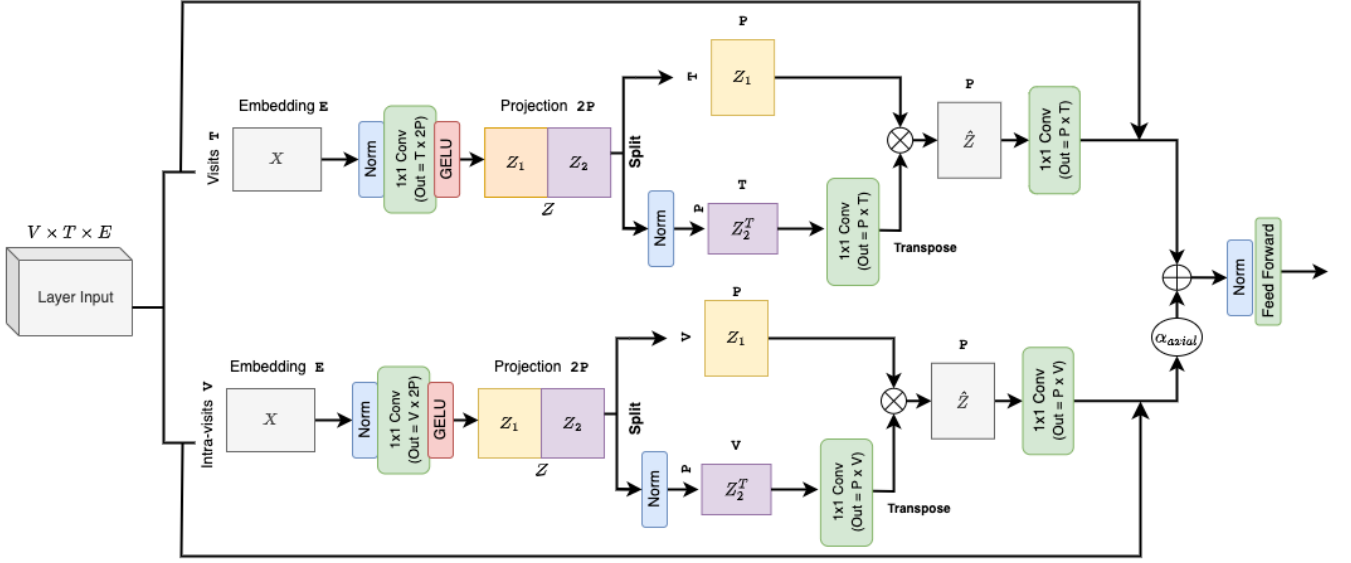 V × T × E
Layer Input
Visits T
Embedding E
X
Norm
1x1 Conv
(Out = T x 2P)
GELU
Projection 2P
Z₁
Z₂
Z
Split
P
T
Z₁
Norm
T
P
Z₂ᵀ
1x1 Conv
(Out = P x T)
Transpose
P
Ẑ
1x1 Conv
(Out = P x T)
Intra-visits V
Embedding E
X
Norm
1x1 Conv
(Out = V x 2P)
GELU
Projection 2P
Z₁
Z₂
Z
Split
P
V
Z₁
Norm
V
P
Z₂ᵀ
1x1 Conv
(Out = P x V)
Transpose
P
Ẑ
1x1 Conv
(Out = P x V)
α_axial
Norm
Feed Forward